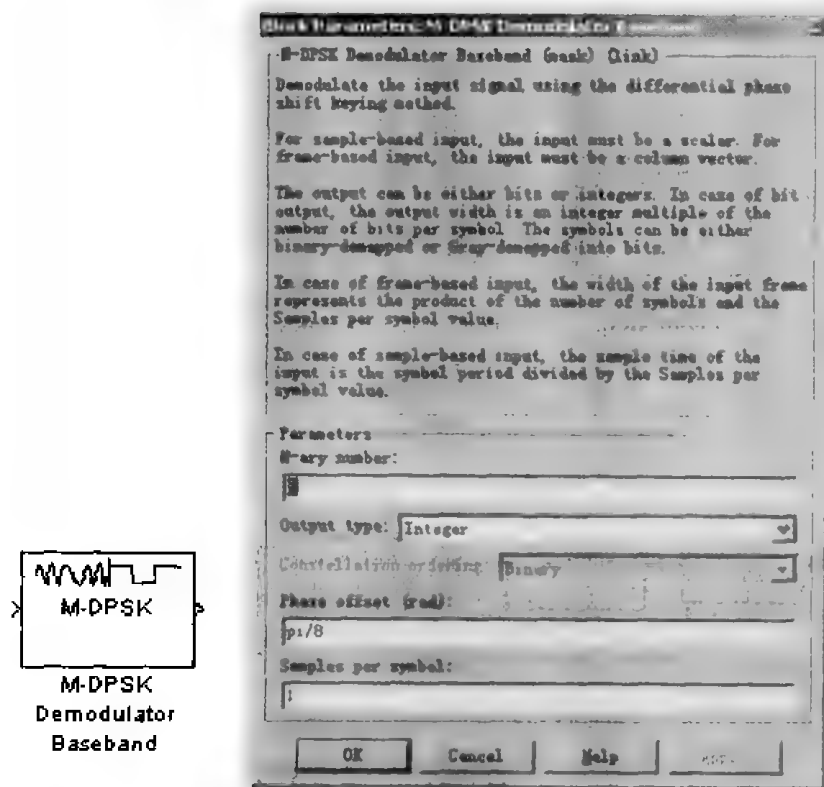 Block Parameters: M-DPSK Demodulator Baseband
M-DPSK Demodulator Baseband (mask) (link)
Demodulate the input signal using the differential phase
shift keying method.
For sample-based input, the input must be a scalar. For
frame-based input, the input must be a column vector.
The output can be either bits or integers. In case of bit
output, the output width is an integer multiple of the
number of bits per symbol. The symbols can be either
binary-demapped or Gray-demapped into bits.
In case of frame-based input, the width of the input frame
represents the product of the number of symbols and the
Samples per symbol value.
In case of sample-based input, the sample time of the
input is the symbol period divided by the Samples per
symbol value.
Parameters
M-ary number:
Output type: Integer
Constellation ordering: Binary
Phase offset (rad):
pi/8
Samples per symbol:
1
OK Cancel Help
M-DPSK
M-DPSK
Demodulator
Baseband